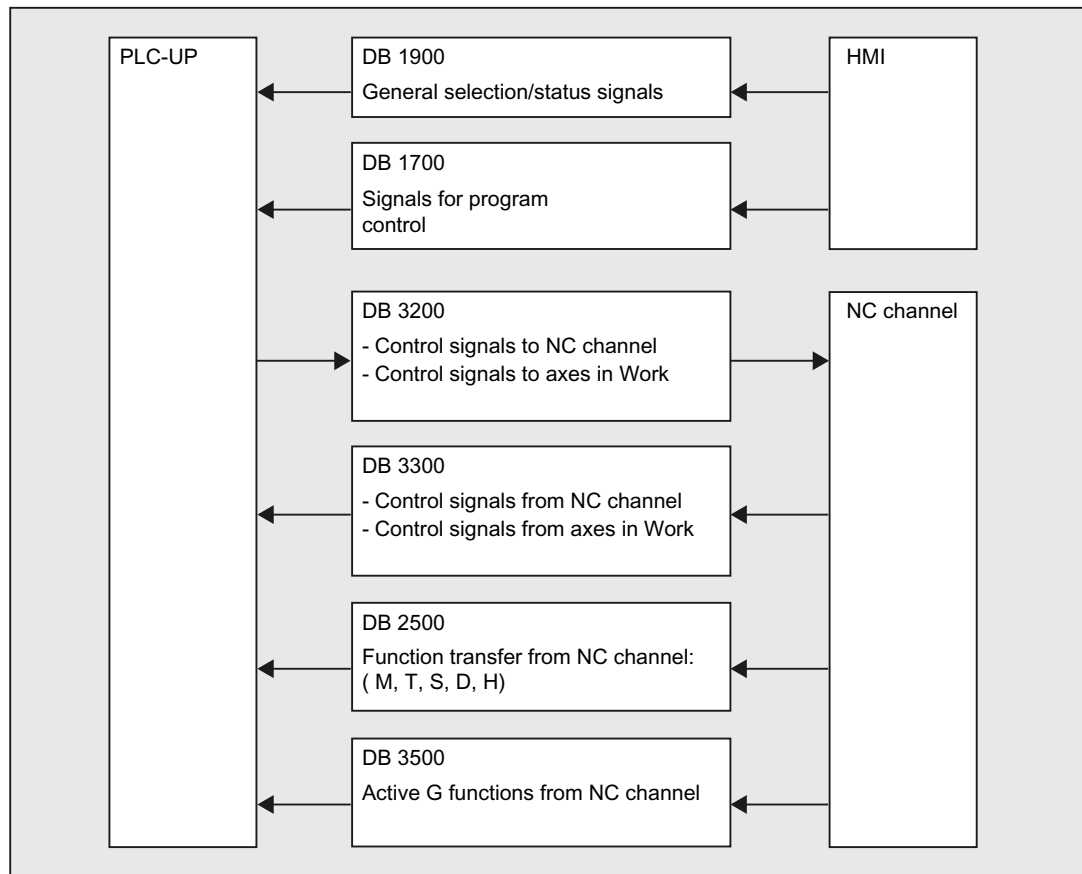 PLC-UP
DB 1900
General selection/status signals
HMI
DB 1700
Signals for program
control
DB 3200
- Control signals to NC channel
- Control signals to axes in Work
NC channel
DB 3300
- Control signals from NC channel
- Control signals from axes in Work
DB 2500
Function transfer from NC channel:
( M, T, S, D, H)
DB 3500
Active G functions from NC channel